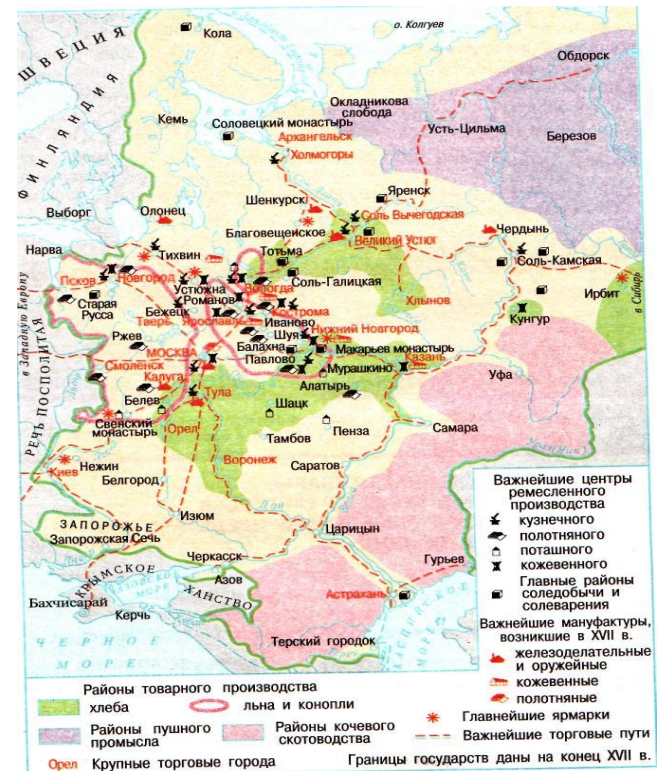 Кола
о. Колгуев
ШВЕЦИЯ
ФИНЛЯНДИЯ
Обдорск
Окладникова
слобода
Кемь
Соловецкий монастырь
Усть-Цильма
Березов
Архангельск
Холмогоры
Выборг
Олонец
Шенкурск
Яренск
Соль Вычегодская
Благовещейское
Великий Устюг
Чердынь
Нарва
Тихвин
Тотьма
Соль-Камская
Псков
Новгород
Вологда
Соль-Галицкая
Устюжна
Романов
Хлынов
Ирбит
в Сибирь
в Западную Европу
Старая
Русса
Бежецк
Кострома
Тверь
Ярославль
Иваново
Кунгур
Ржев
Шуя
Нижний Новгород
Балахна
МОСКВА
Макарьев монастырь
Смоленск
Павлово
Казань
Калуга
Мурашкино
Уфа
РЕЧЬ ПОСПОЛИТАЯ
Белев
Тула
Алатырь
Шацк
Свенский
монастырь
Орел
Тамбов
Пенза
Самара
Киев
Нежин
Воронеж
Саратов
Белгород
Дон
ЗАПОРОЖЬЕ
Запорожская Сечь
Изюм
Царицын
Черкасск
Гурьев
КРЫМСКОЕ
ХАНСТВО
Азов
АЗОВСКОЕ
МОРЕ
Бахчисарай
Керчь
Астрахань
ЧЕРНОЕ
МОРЕ
Терский городок
КАСПИЙСКОЕ
МОРЕ
Важнейшие центры
ремесленного
производства
кузнечного
полотняного
поташного
кожевенного
Главные районы
соледобычи и
солеварения
Важнейшие мануфактуры,
возникшие в XVII в.
железоделательные
и оружейные
кожевенные
полотняные
Районы товарного производства
хлеба
льна и конопли
Главнейшие ярмарки
Районы пушного
промысла
Районы кочевого
скотоводства
Важнейшие торговые пути
Орел Крупные торговые города
Границы государств даны на конец XVII в.